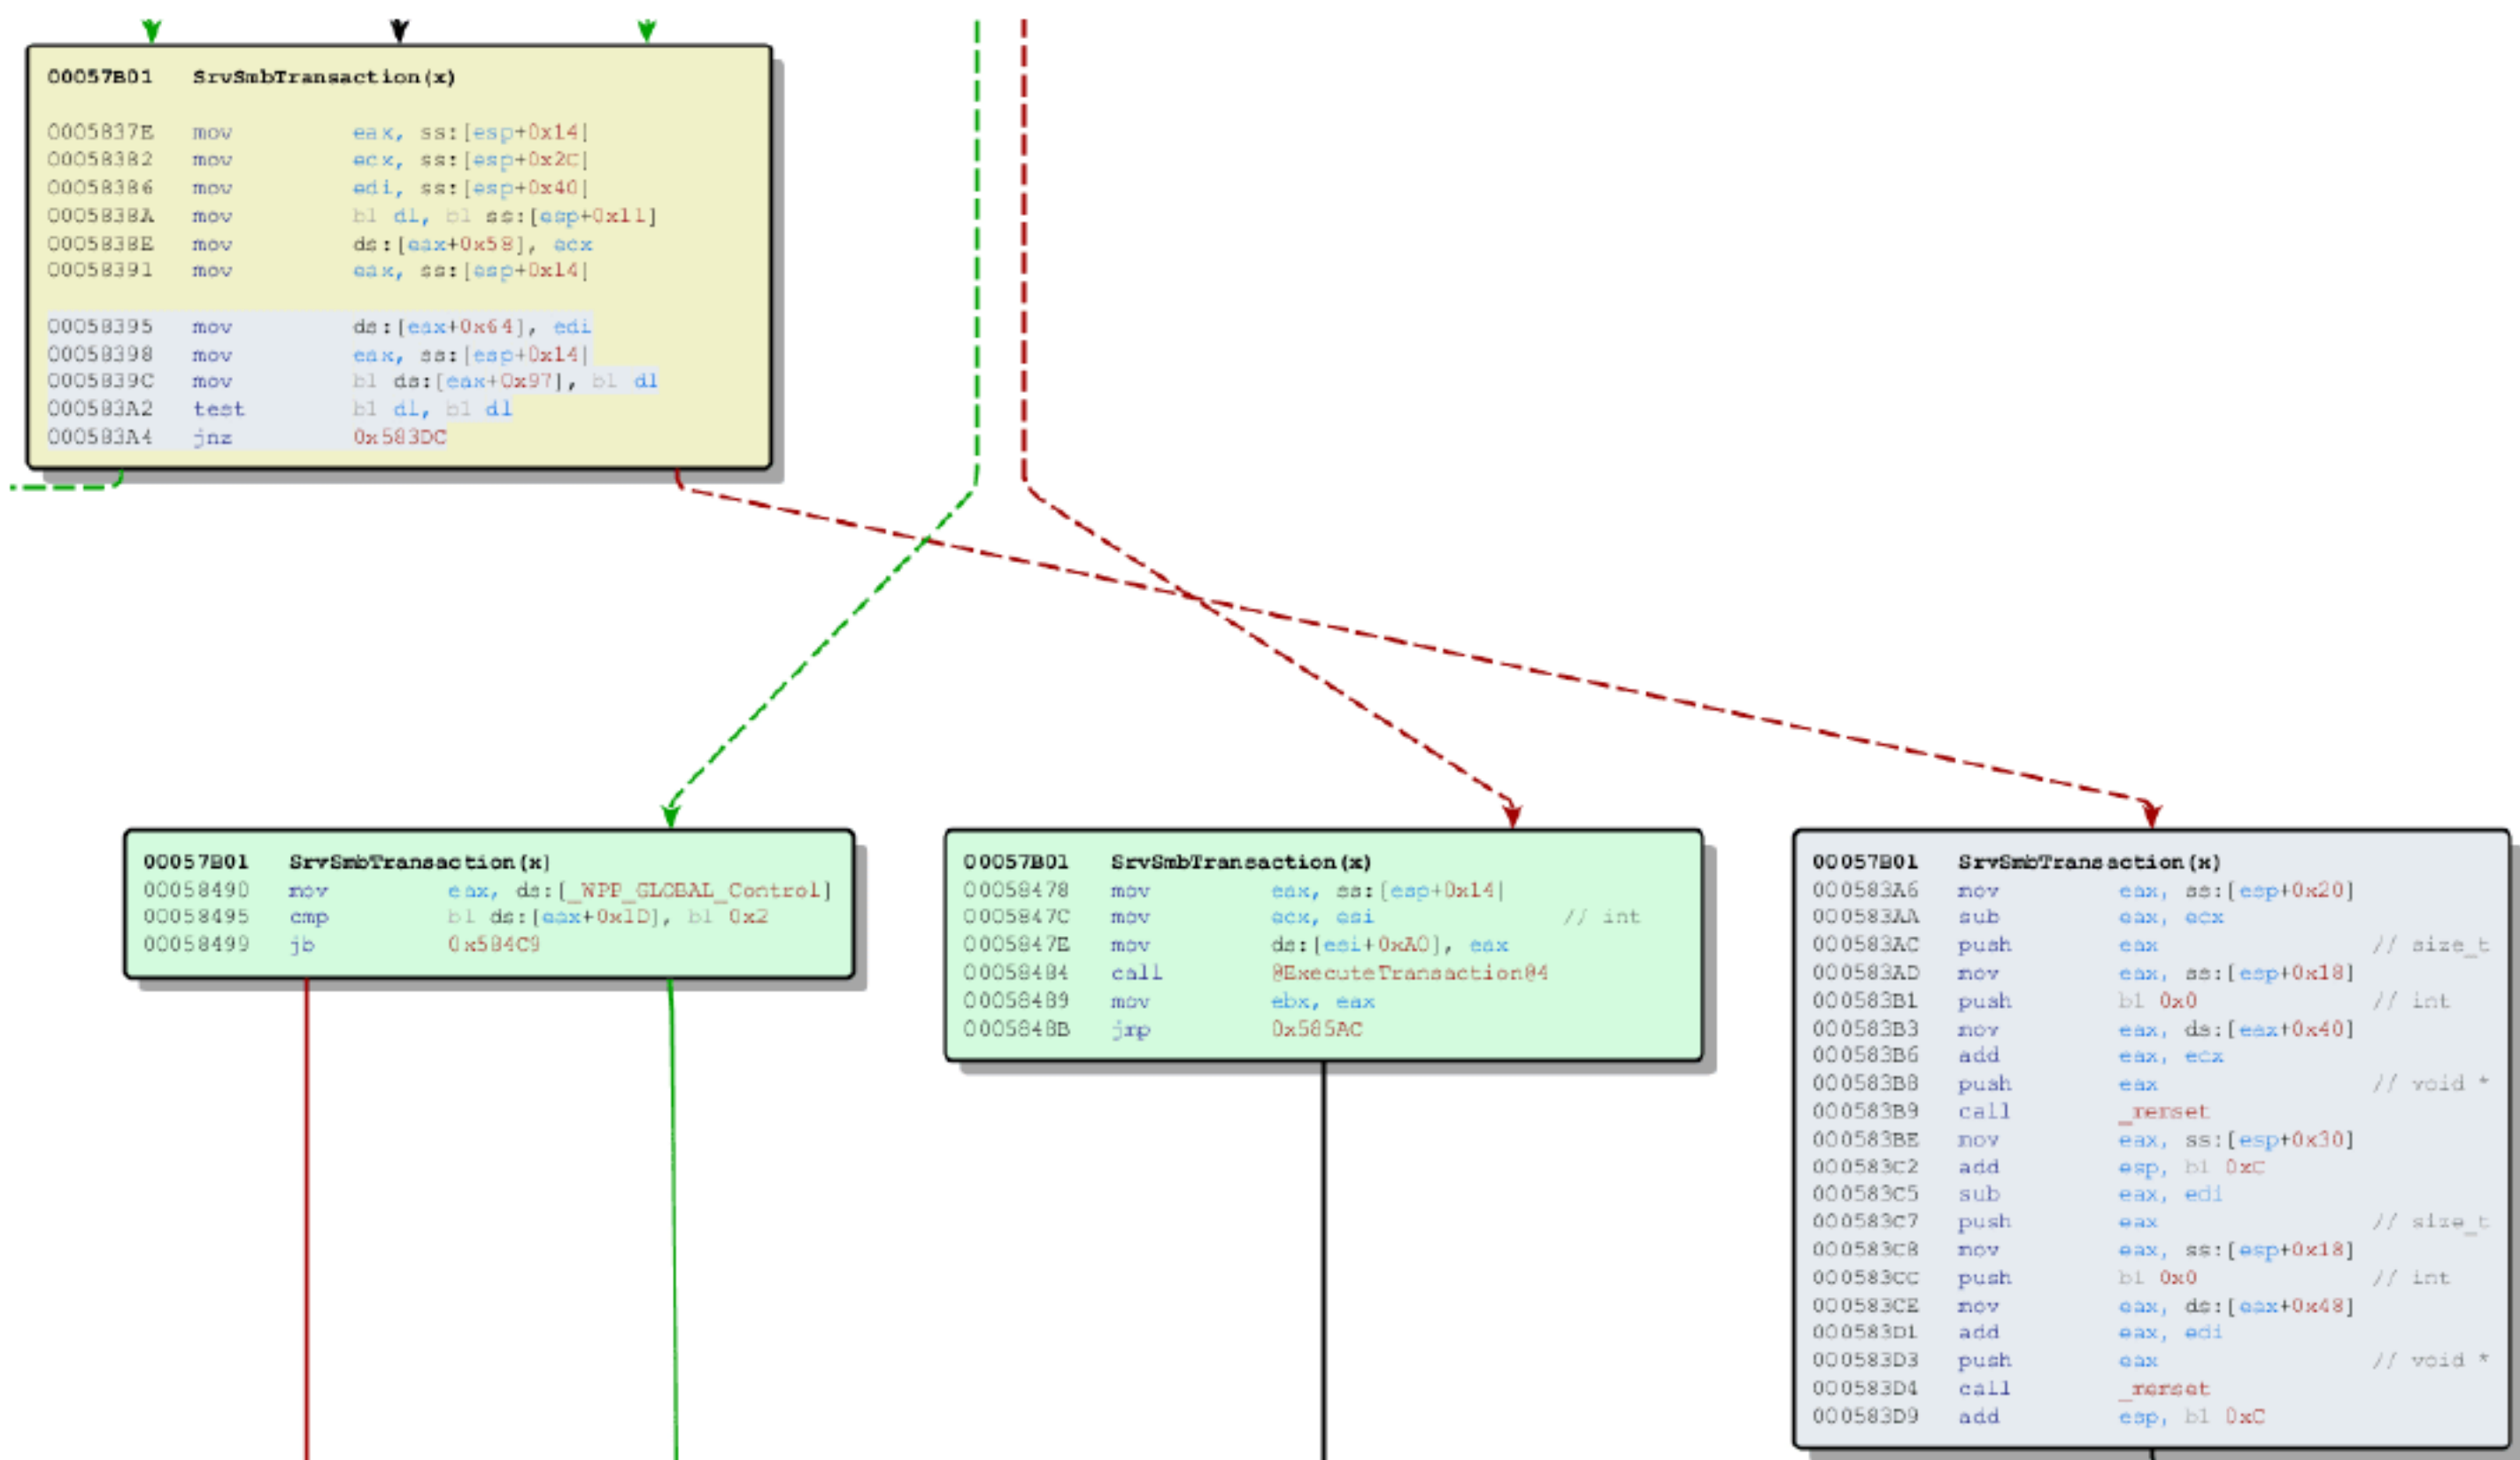 00057B01 SrvSmbTransaction(x)
0005837E mov eax, ss:[esp+0x14]
00058382 mov ecx, ss:[esp+0x2C]
00058386 mov edi, ss:[esp+0x40]
0005838A mov b1 dl, b1 ss:[esp+0x11]
0005838E mov ds:[eax+0x58], ecx
00058391 mov eax, ss:[esp+0x14]
00058395 mov ds:[eax+0x64], edi
00058398 mov eax, ss:[esp+0x14]
0005839C mov b1 ds:[eax+0x97], b1 dl
000583A2 test b1 dl, b1 dl
000583A4 jnz 0x583DC
00057B01 SrvSmbTransaction(x)
00058490 mov eax, ds:[_WPP_GLOBAL_Control]
00058495 cmp b1 ds:[eax+0x1D], b1 0x2
00058499 jb 0x584C9
00057B01 SrvSmbTransaction(x)
00058478 mov eax, ss:[esp+0x14]
0005847C mov ecx, esi // int
0005847E mov ds:[esi+0xA0], eax
00058484 call @ExecuteTransaction@4
00058489 mov ebx, eax
0005848B jmp 0x585AC
00057B01 SrvSmbTransaction(x)
000583A6 mov eax, ss:[esp+0x20]
000583AA sub eax, ecx
000583AC push eax // size_t
000583AD mov eax, ss:[esp+0x18]
000583B1 push b1 0x0 // int
000583B3 mov eax, ds:[eax+0x40]
000583B6 add eax, ecx
000583B8 push eax // void *
000583B9 call _memset
000583BE mov eax, ss:[esp+0x30]
000583C2 add esp, b1 0xC
000583C5 sub eax, edi
000583C7 push eax // size_t
000583C8 mov eax, ss:[esp+0x18]
000583CC push b1 0x0 // int
000583CE mov eax, ds:[eax+0x48]
000583D1 add eax, edi
000583D3 push eax // void *
000583D4 call _memset
000583D9 add esp, b1 0xC